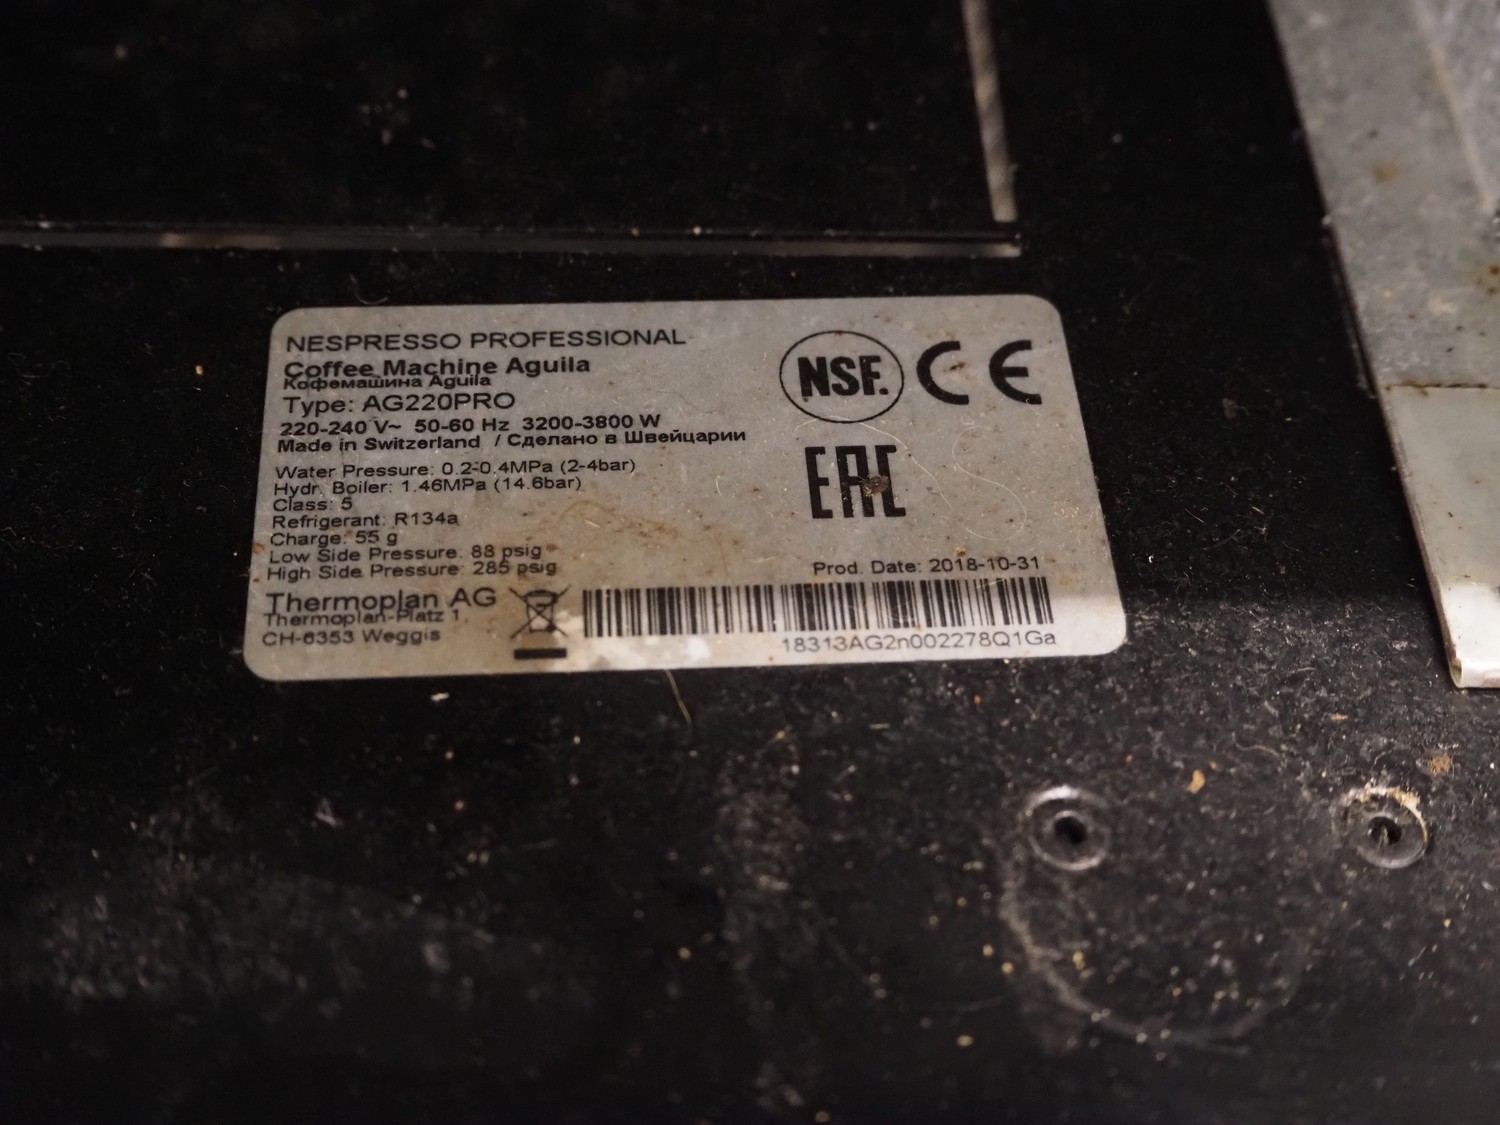 NESPRESSO PROFESSIONAL
Coffee Machine Aguila
Кофемашина Aguila
Type: AG220PRO
220-240 V~ 50-60 Hz 3200-3800 W
Made in Switzerland / Сделано в Швейцарии
Water Pressure: 0.2-0.4MPa (2-4bar)
Hydr. Boiler: 1.46MPa (14.6bar)
Class: 5
Refrigerant: R134a
Charge: 55 g
Low Side Pressure: 88 psig
High Side Pressure: 285 psig
Thermoplan AG
Thermoplan-Platz 1,
CH-6353 Weggis
NSF. CE
EAC
Prod. Date: 2018-10-31
18313AG2n002278Q1Ga